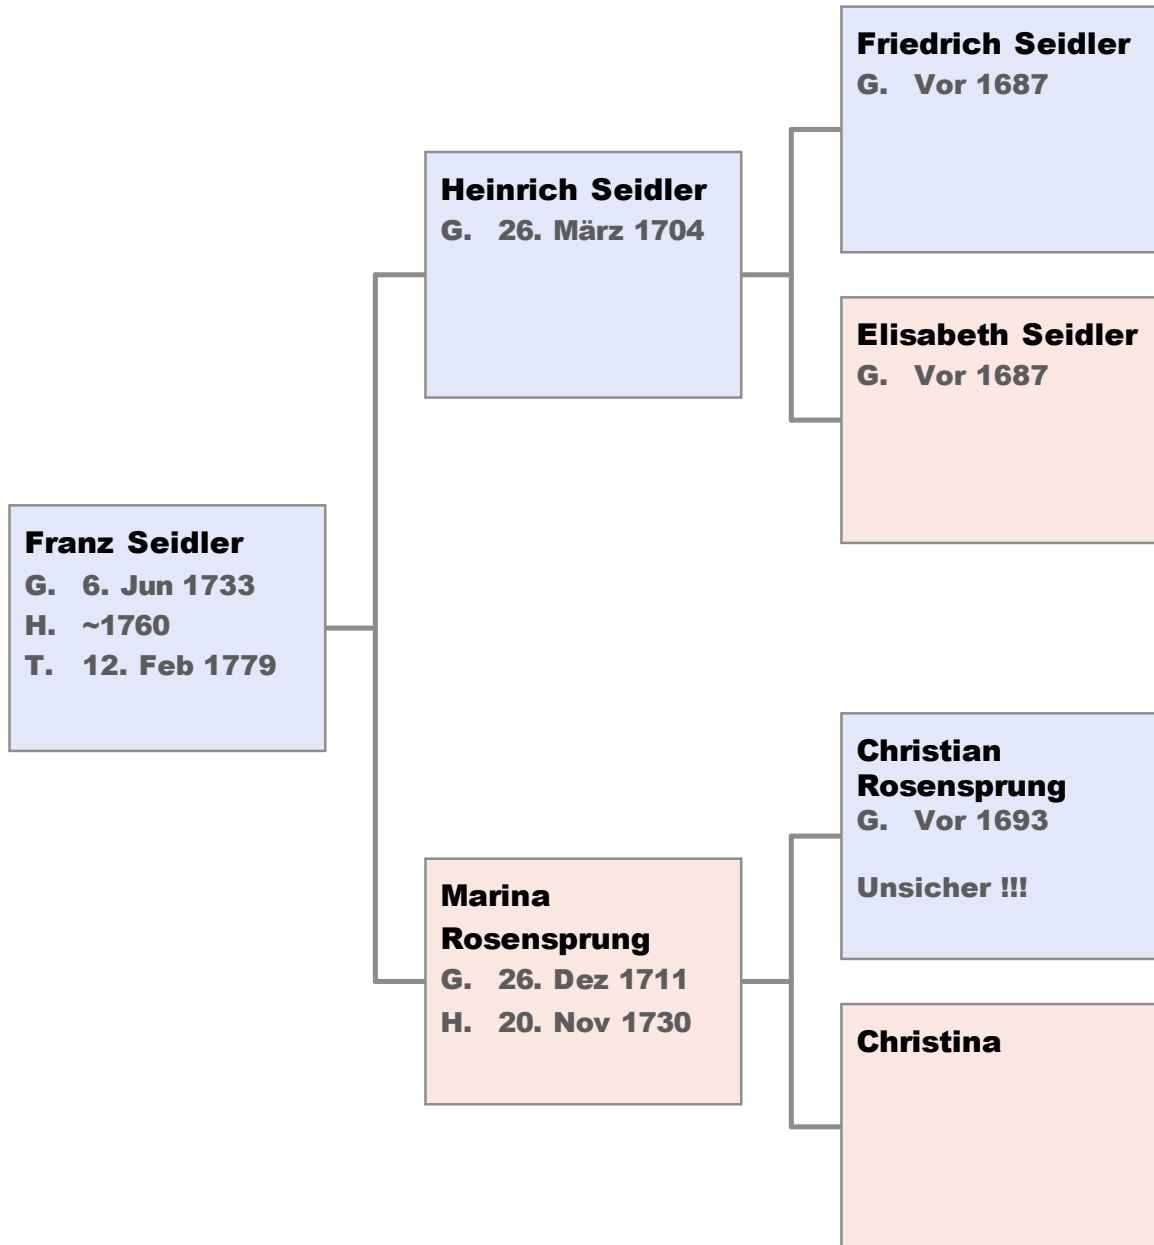 Friedrich Seidler
G. Vor 1687
Heinrich Seidler
G. 26. März 1704
Elisabeth Seidler
G. Vor 1687
Franz Seidler
G. 6. Jun 1733
H. ~1760
T. 12. Feb 1779
Christian
Rosensprung
G. Vor 1693
Unsicher !!!
Marina
Rosensprung
G. 26. Dez 1711
H. 20. Nov 1730
Christina